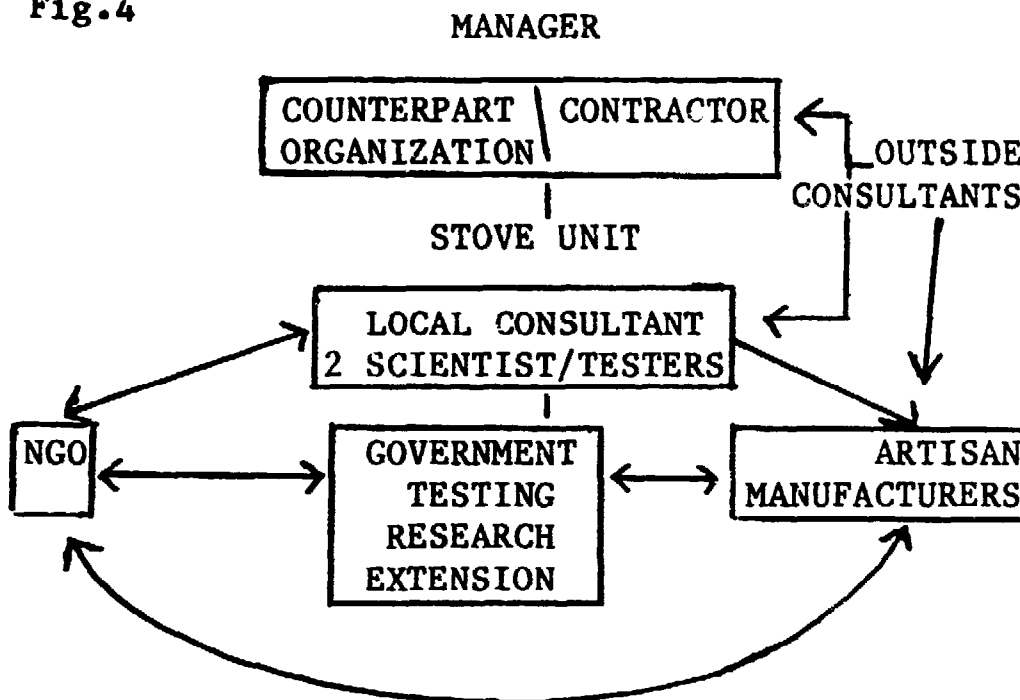 Fig.4
MANAGER
COUNTERPART CONTRACTOR
ORGANIZATION
OUTSIDE
CONSULTANTS
STOVE UNIT
LOCAL CONSULTANT
2 SCIENTIST/TESTERS
NGO
GOVERNMENT
TESTING
RESEARCH
EXTENSION
ARTISAN
MANUFACTURERS